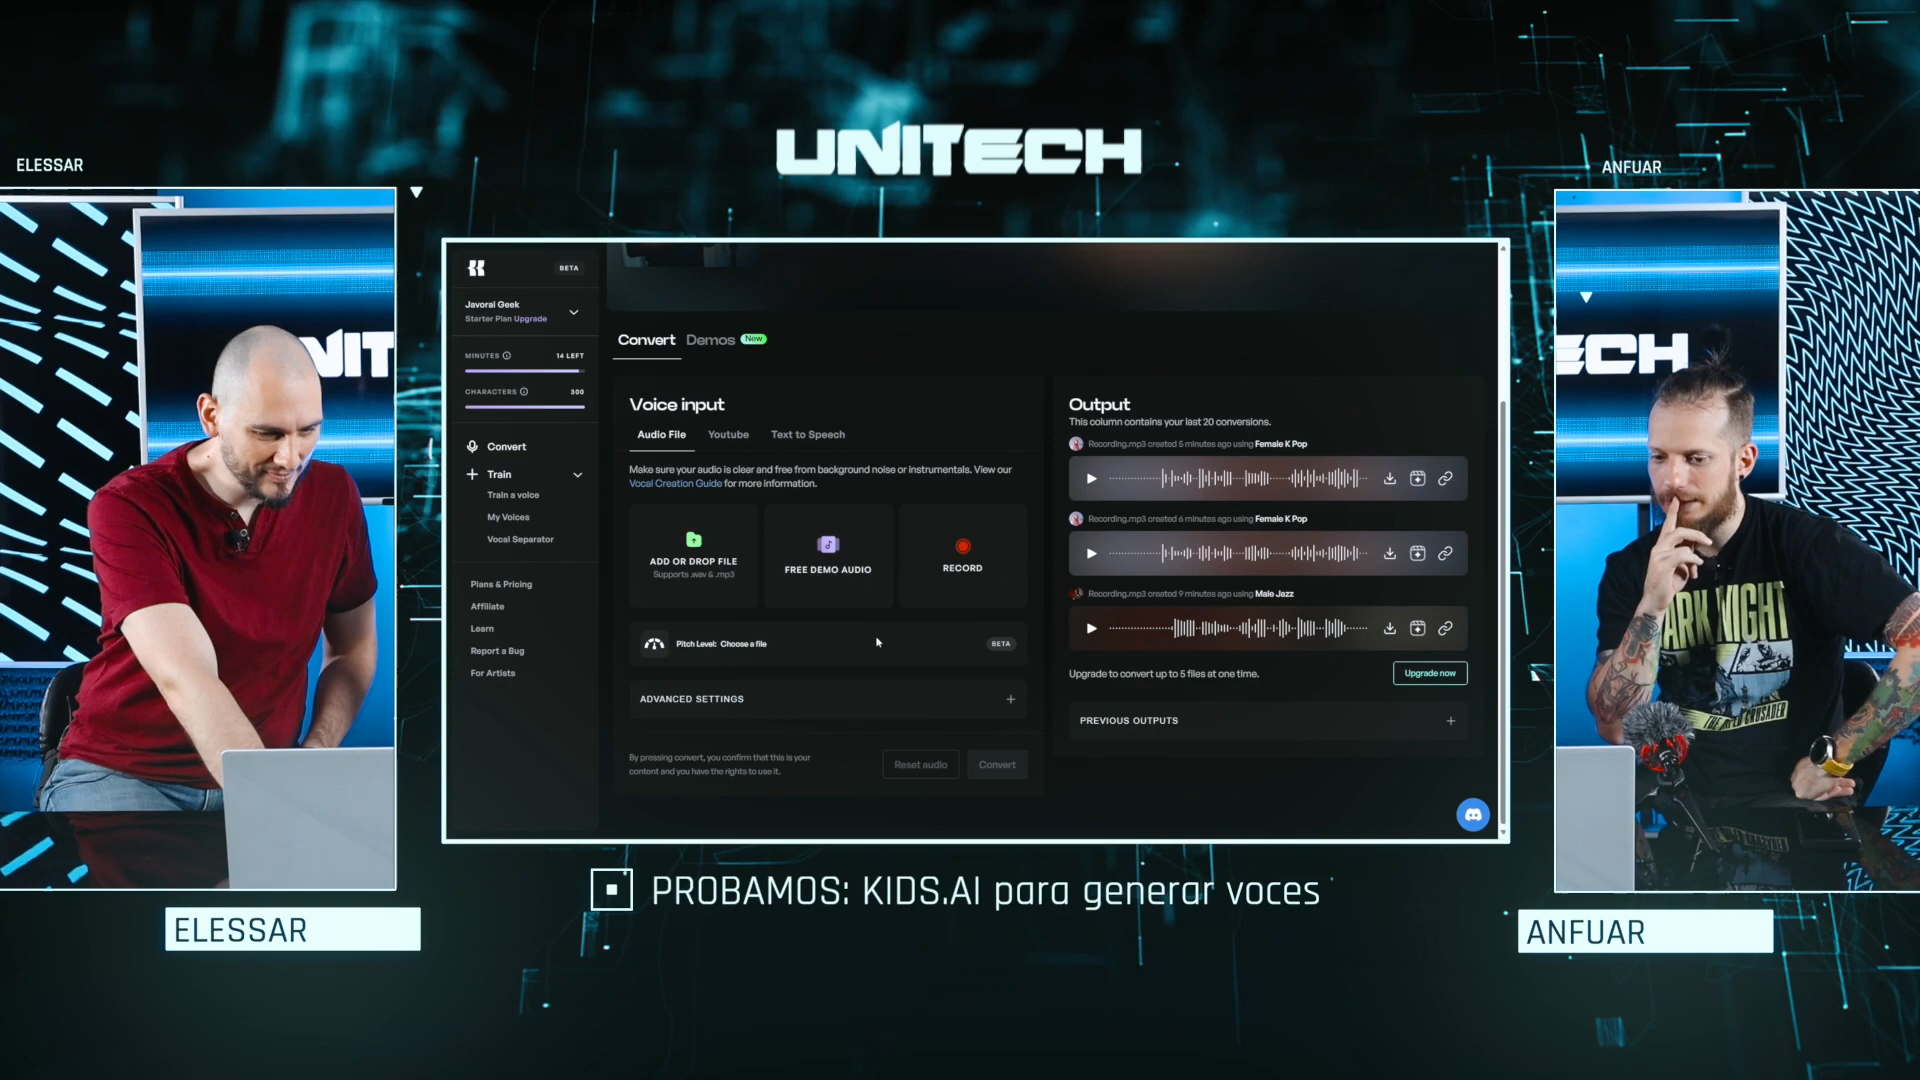 UNITECH
ELESSAR
ANFUAR
NIT
ECH
BETA
Javoral Geek
Starter Plan Upgrade
MINUTES 14 LEFT
CHARACTERS 300
Convert
Train
Train a voice
My Voices
Vocal Separator
Plans & Pricing
Affiliate
Learn
Report a Bug
For Artists
Convert Demos New
Voice input
Audio File Youtube Text to Speech
Make sure your audio is clear and free from background noise or instrumentals. View our
Vocal Creation Guide for more information.
ADD OR DROP FILE
Supports .wav & .mp3
FREE DEMO AUDIO
RECORD
Pitch Level: Choose a file BETA
ADVANCED SETTINGS
By pressing convert, you confirm that this is your
content and you have the rights to use it.
Reset audio Convert
Output
This column contains your last 20 conversions.
Recording.mp3 created 5 minutes ago using Female K Pop
Recording.mp3 created 6 minutes ago using Female K Pop
Recording.mp3 created 9 minutes ago using Male Jazz
Upgrade to convert up to 5 files at one time.
Upgrade now
PREVIOUS OUTPUTS
DARK NIGHT
PROBAMOS: KIDS.AI para generar voces
ELESSAR
ANFUAR